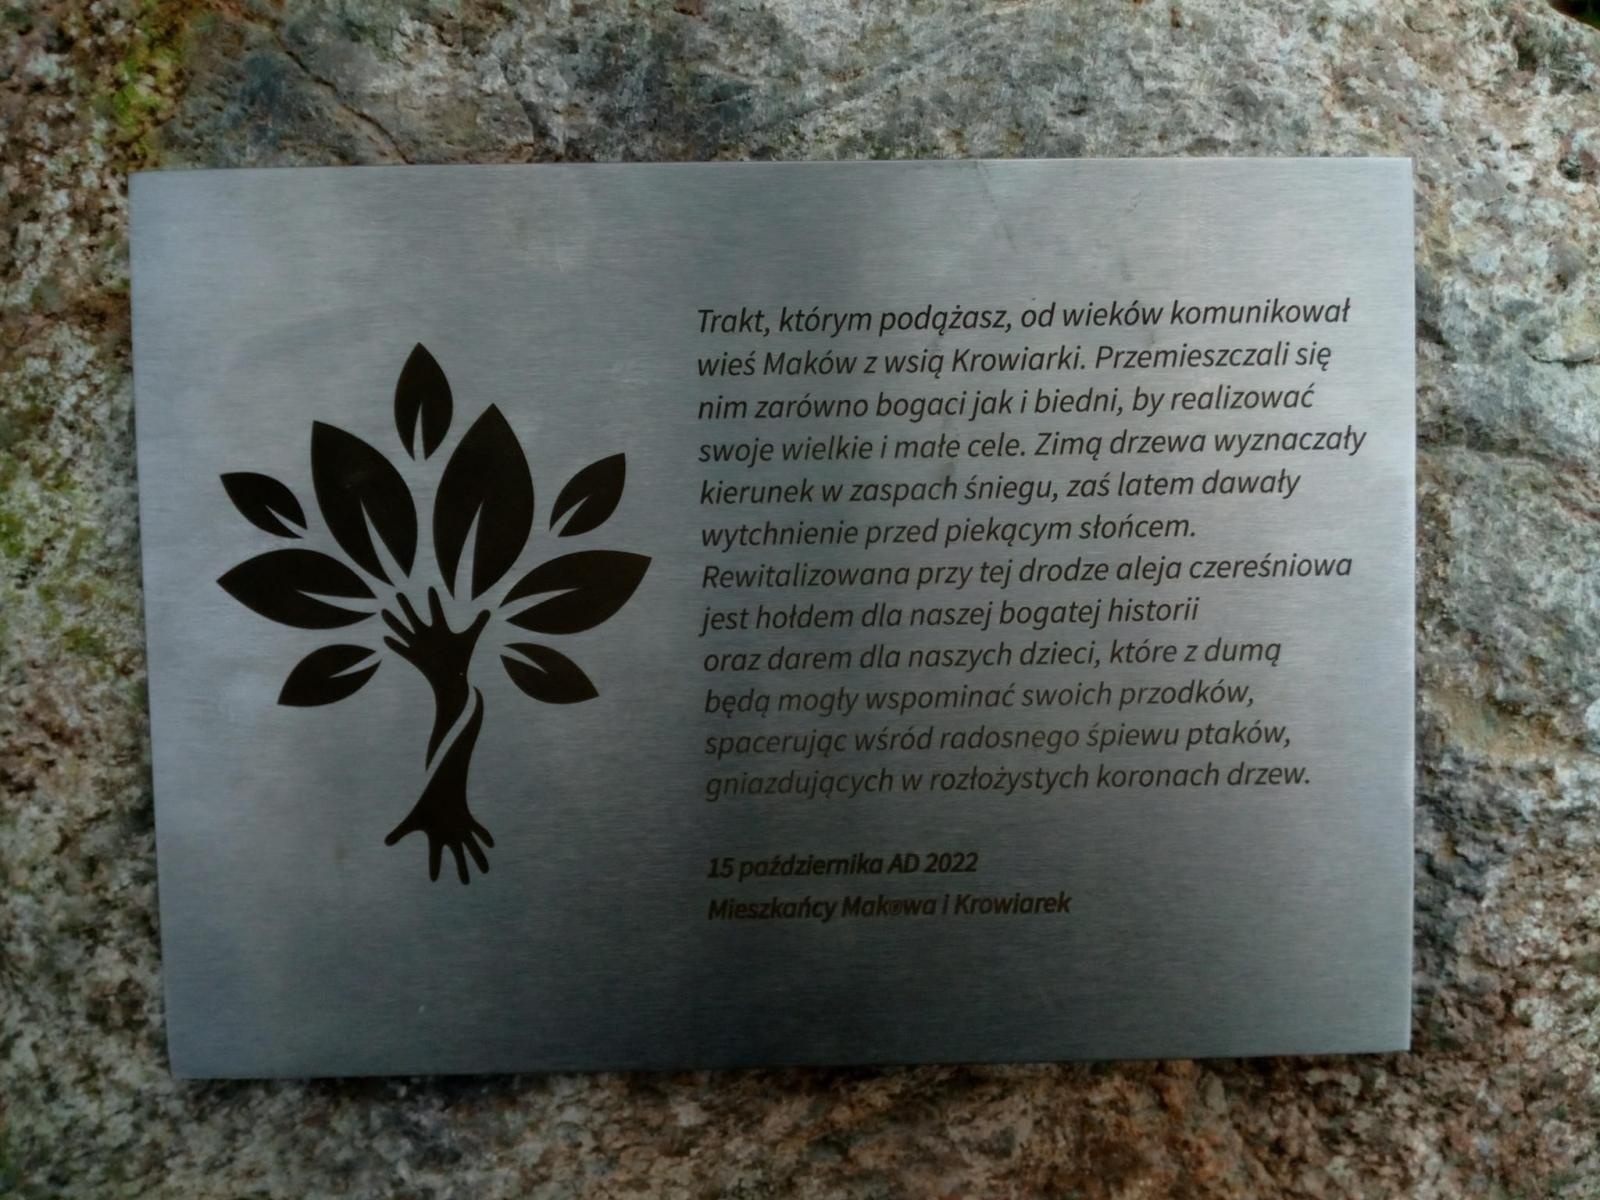 Trakt, którym podążasz, od wieków komunikował
wieś Maków z wsią Krowiarki. Przemieszczali się
nim zarówno bogaci jak i biedni, by realizować
swoje wielkie i małe cele. Zimą drzewa wyznaczały
kierunek w zaspach śniegu, zaś latem dawały
wytchnienie przed piekącym słońcem.
Rewitalizowana przy tej drodze aleja czereśniowa
jest hołdem dla naszej bogatej historii
oraz darem dla naszych dzieci, które z dumą
będą mogły wspominać swoich przodków,
spacerując wśród radosnego śpiewu ptaków,
gniazdujących w rozłożystych koronach drzew.
15 października AD 2022
Mieszkańcy Makowa i Krowiarek